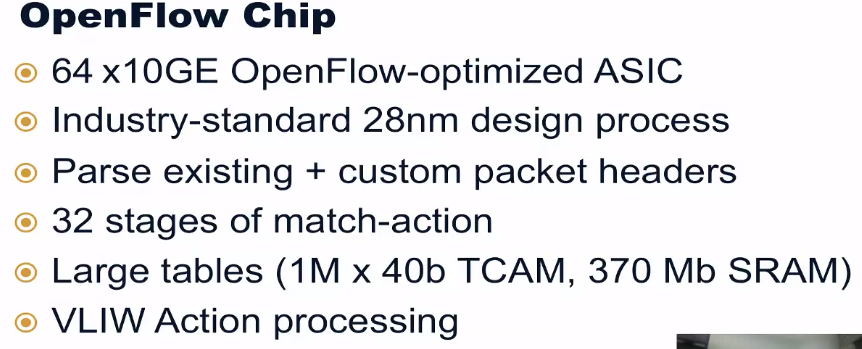 OpenFlow Chip
64 x10GE OpenFlow-optimized ASIC
Industry-standard 28nm design process
Parse existing + custom packet headers
32 stages of match-action
Large tables (1M x 40b TCAM, 370 Mb SRAM)
VLIW Action processing